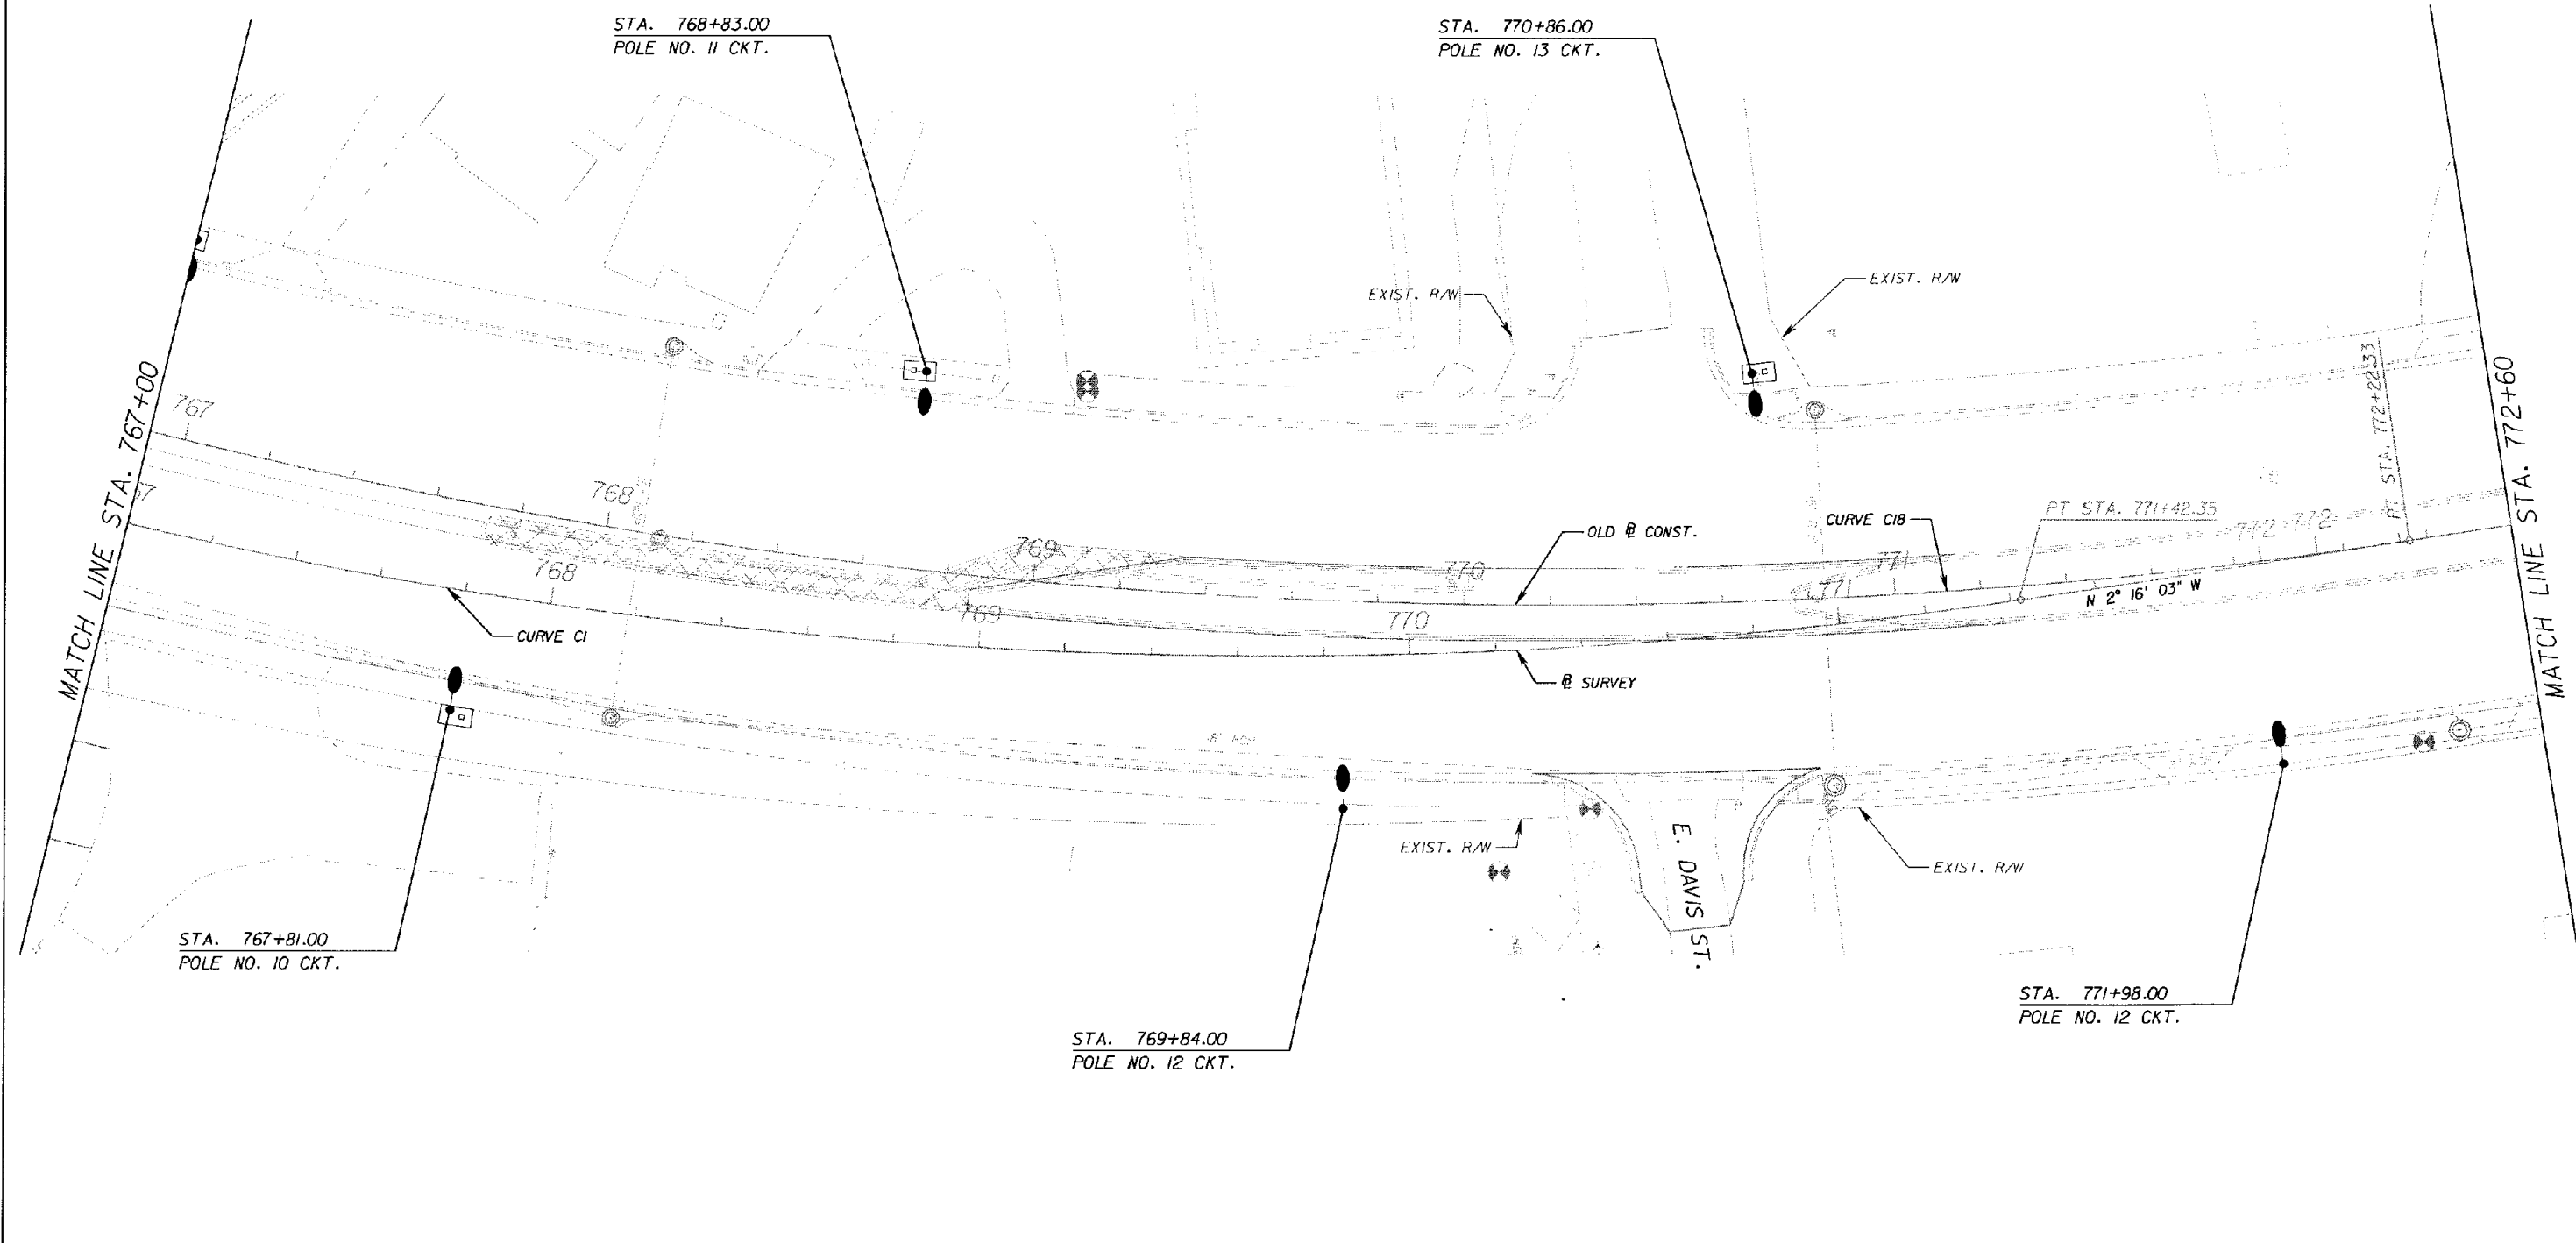 STA. 768+83.00
POLE NO. 11 CKT.
STA. 770+86.00
POLE NO. 13 CKT.
EXIST. R/W
EXIST. R/W
MATCH LINE STA. 767+00
MATCH LINE STA. 772+60
767
768
769
770
771
772
772
PT STA. 772+22.33
PT STA. 771+42.35
OLD B CONST.
CURVE C18
N 2° 16' 03" W
67
768
769
770
771
CURVE C1
B SURVEY
EXIST. R/W
EXIST. R/W
E. DAVIS ST.
STA. 767+81.00
POLE NO. 10 CKT.
STA. 769+84.00
POLE NO. 12 CKT.
STA. 771+98.00
POLE NO. 12 CKT.